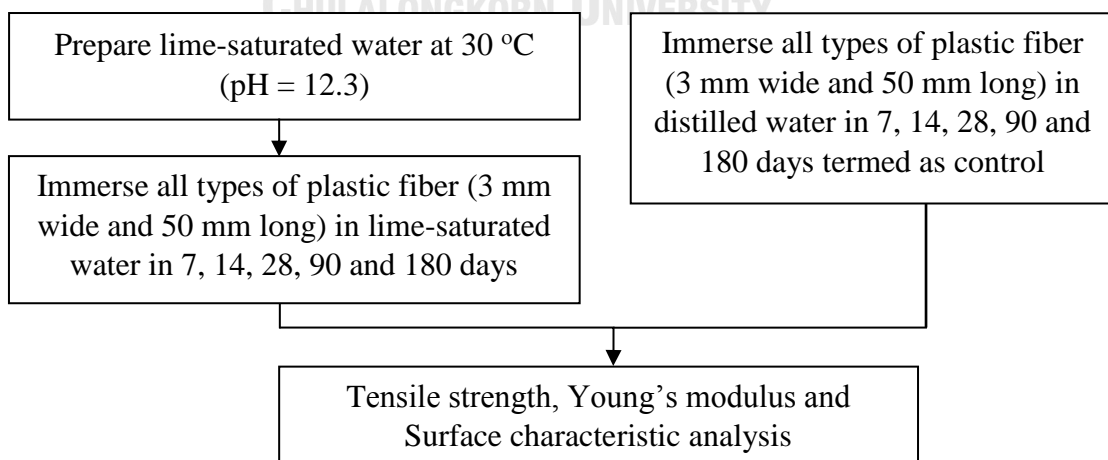 CHULALONGKORN UNIVERSITY
Prepare lime-saturated water at 30 °C
(pH = 12.3)
Immerse all types of plastic fiber (3 mm
wide and 50 mm long) in lime-saturated
water in 7, 14, 28, 90 and 180 days
Immerse all types of plastic fiber
(3 mm wide and 50 mm long) in
distilled water in 7, 14, 28, 90 and
180 days termed as control
Tensile strength, Young’s modulus and
Surface characteristic analysis